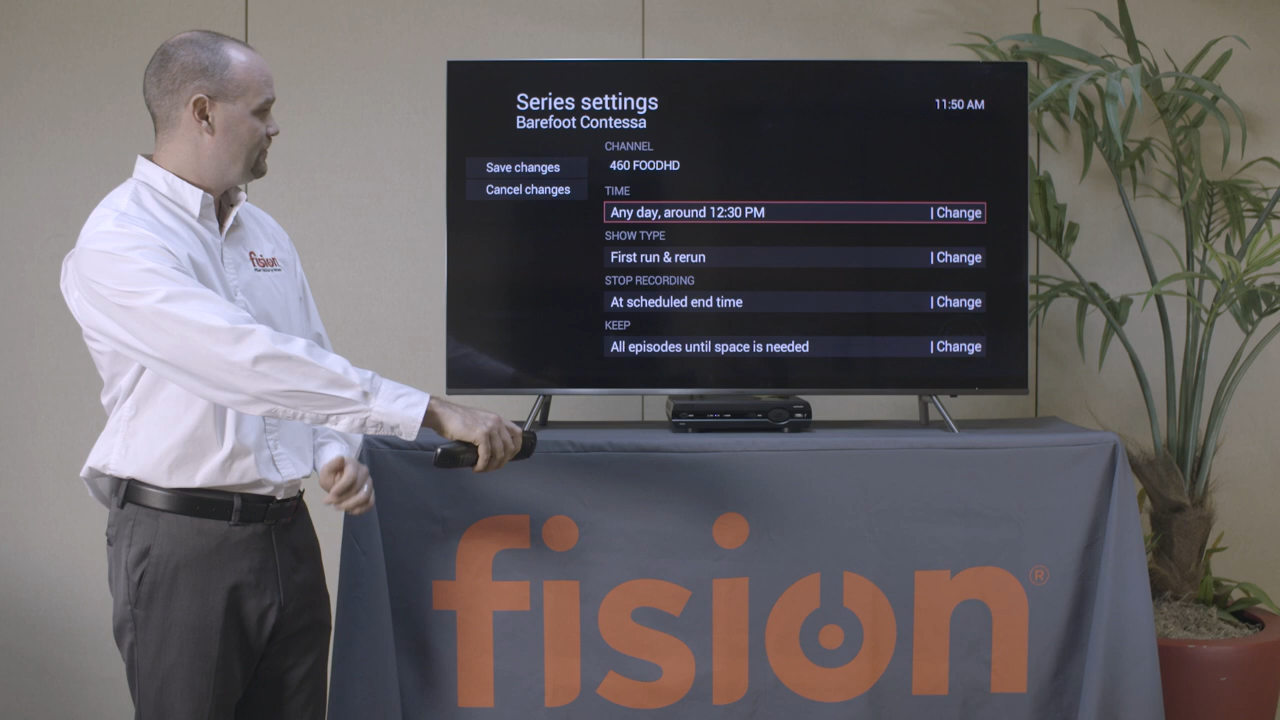 Series settings
11:50 AM
Barefoot Contessa
CHANNEL
Save changes
460 FOODHD
Cancel changes
TIME
Any day, around 12:30 PM | Change
SHOW TYPE
First run & rerun | Change
STOP RECORDING
At scheduled end time | Change
KEEP
All episodes until space is needed | Change
fision
fision®